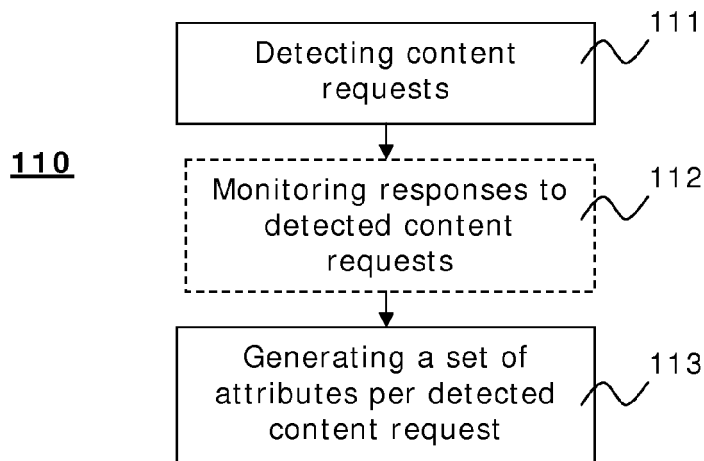 111
Detecting content
requests
110
112
Monitoring responses to
detected content
requests
113
Generating a set of
attributes per detected
content request